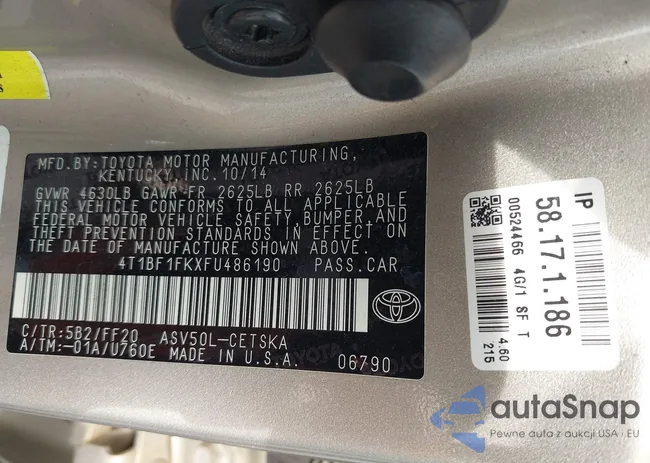 MFD.BY: TOYOTA MOTOR MANUFACTURING,
KENTUCKY, INC. 10/14
GVWR 4630LB GAWR FR 2625LB RR 2625LB
THIS VEHICLE CONFORMS TO ALL APPLICABLE
FEDERAL MOTOR VEHICLE SAFETY, BUMPER, AND
THEFT PREVENTION STANDARDS IN EFFECT ON
THE DATE OF MANUFACTURE SHOWN ABOVE.
4T1BF1FKXFU486190 PASS.CAR
C/TR:5B2/FF20 ASV50L-CETSKA
A/TM:-01A/U760E MADE IN U.S.A. 06790
TOYOTA
IP
58.17.1.186
00524466 4G/1 SF T
4.60
215
autaSnap
Pewne auta z aukcji USA i EU